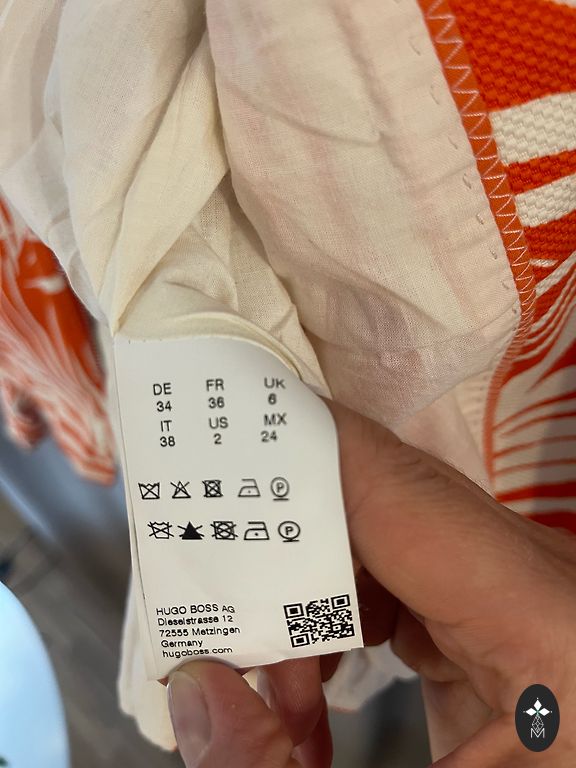 DE FR UK
34 36 6
IT US MX
38 2 24
P
P
HUGO BOSS AG
Dieselstrasse 12
72555 Metzingen
Germany
hugoboss.com
M